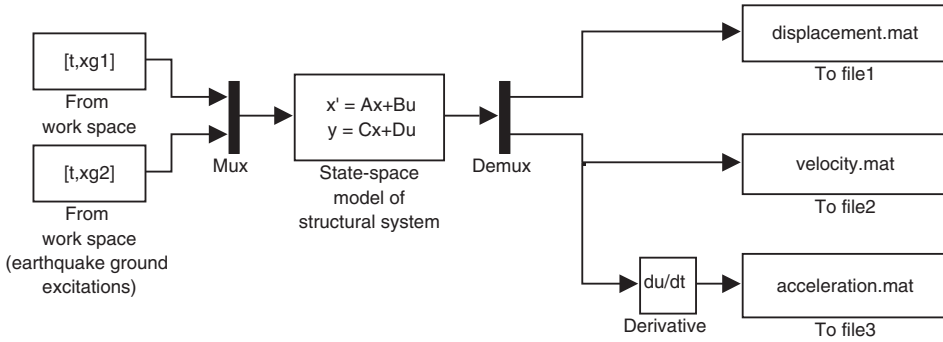 [t,xg1]
From
work space
[t,xg2]
From
work space
(earthquake ground
excitations)
Mux
x' = Ax+Bu
y = Cx+Du
State-space
model of
structural system
Demux
displacement.mat
To file1
velocity.mat
To file2
du/dt
Derivative
acceleration.mat
To file3